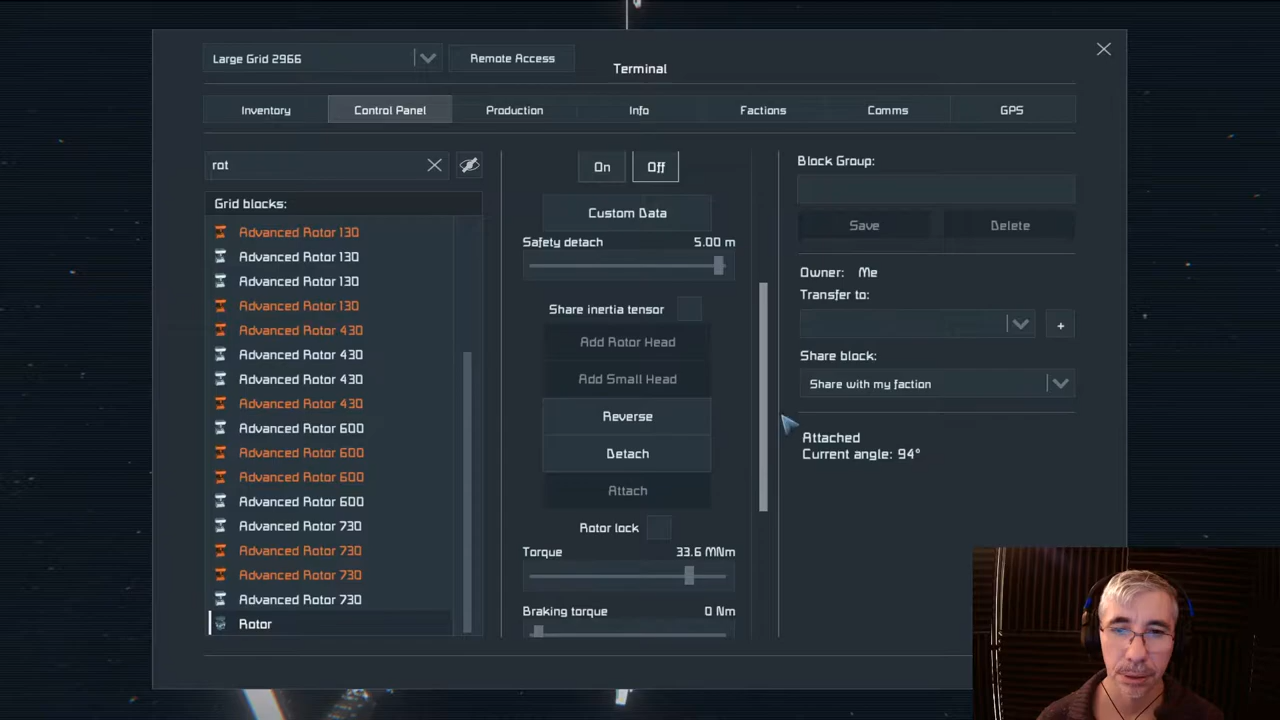 Large Grid 2966
Remote Access
Terminal
Inventory
Control Panel
Production
Info
Factions
Comms
GPS
rot
Grid blocks:
Advanced Rotor 130
Advanced Rotor 130
Advanced Rotor 130
Advanced Rotor 130
Advanced Rotor 430
Advanced Rotor 430
Advanced Rotor 430
Advanced Rotor 430
Advanced Rotor 600
Advanced Rotor 600
Advanced Rotor 600
Advanced Rotor 600
Advanced Rotor 730
Advanced Rotor 730
Advanced Rotor 730
Advanced Rotor 730
Rotor
On Off
Custom Data
Safety detach 5.00 m
Share inertia tensor
Add Rotor Head
Add Small Head
Reverse
Detach
Attach
Rotor lock
Torque 33.6 MNm
Braking torque 0 Nm
Block Group:
Save Delete
Owner: Me
Transfer to:
+
Share block:
Share with my faction
Attached
Current angle: 94°